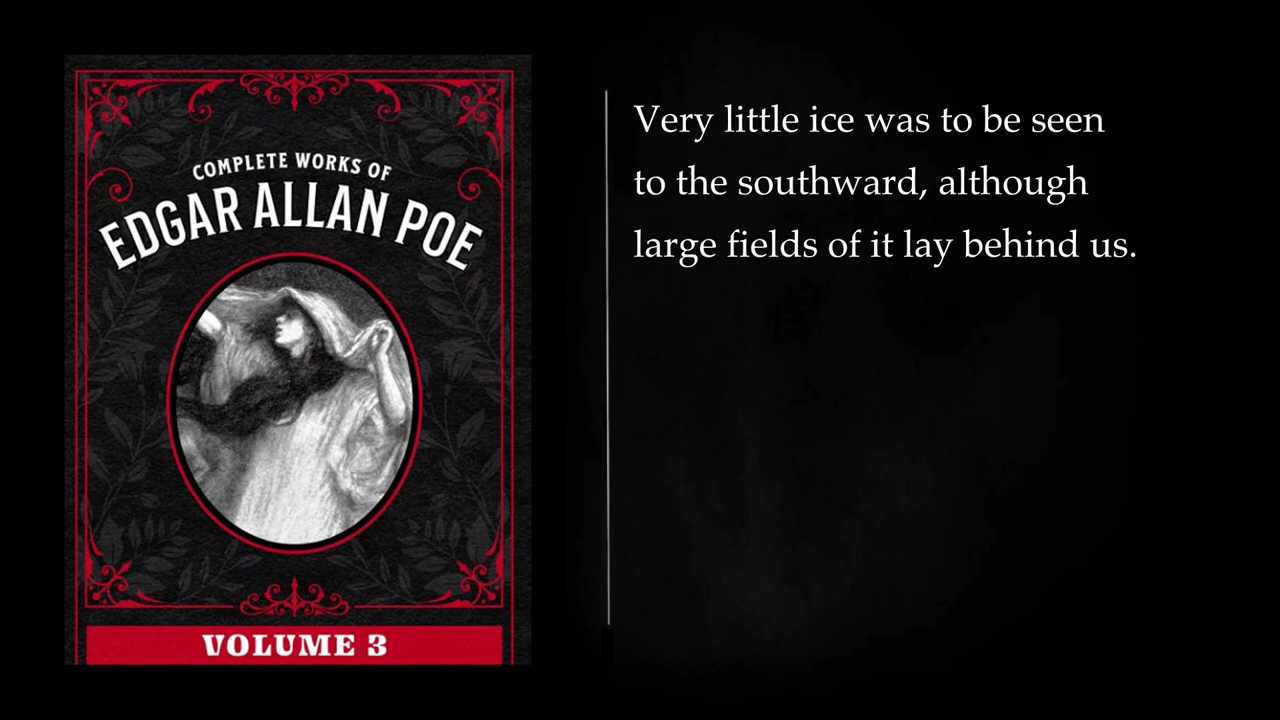 COMPLETE WORKS OF
EDGAR ALLAN POE
VOLUME 3
Very little ice was to be seen
to the southward, although
large fields of it lay behind us.